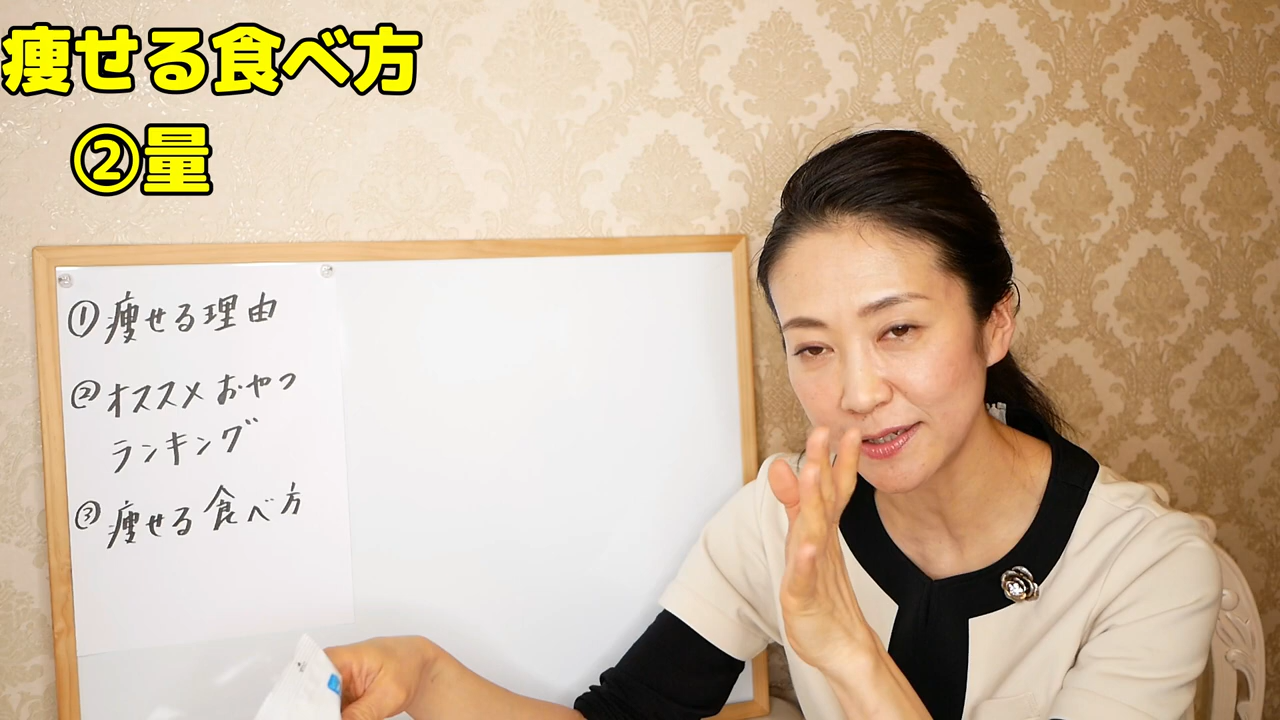 痩せる食べ方
②量
①痩せる理由
②オススメおやつ
ランキング
③痩せる食べ方